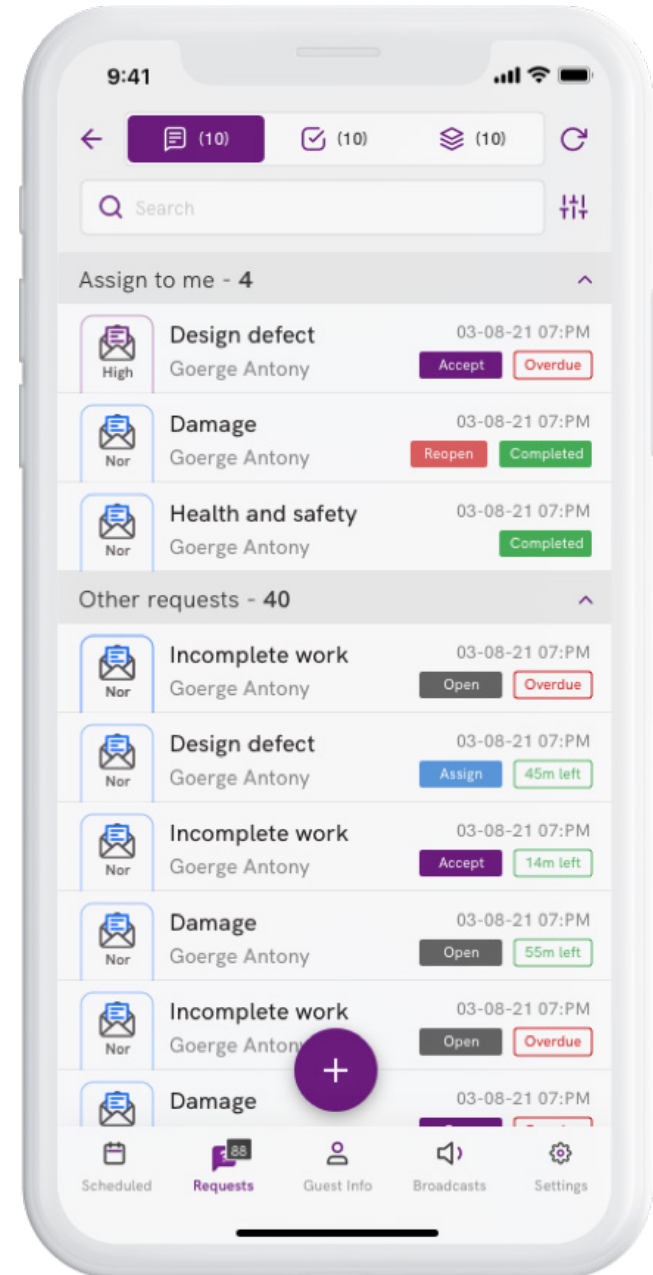 9:41
(10) (10) (10)
Search
Assign to me - 4
Design defect 03-08-21 07:PM
High Goerge Antony Accept Overdue
Damage 03-08-21 07:PM
Nor Goerge Antony Reopen Completed
Health and safety 03-08-21 07:PM
Nor Goerge Antony Completed
Other requests - 40
Incomplete work 03-08-21 07:PM
Nor Goerge Antony Open Overdue
Design defect 03-08-21 07:PM
Nor Goerge Antony Assign 45m left
Incomplete work 03-08-21 07:PM
Nor Goerge Antony Accept 14m left
Damage 03-08-21 07:PM
Nor Goerge Antony Open 55m left
Incomplete work 03-08-21 07:PM
Nor Goerge Open Overdue
Damage 03-08-21 07:PM
88
Scheduled Requests Guest Info Broadcasts Settings